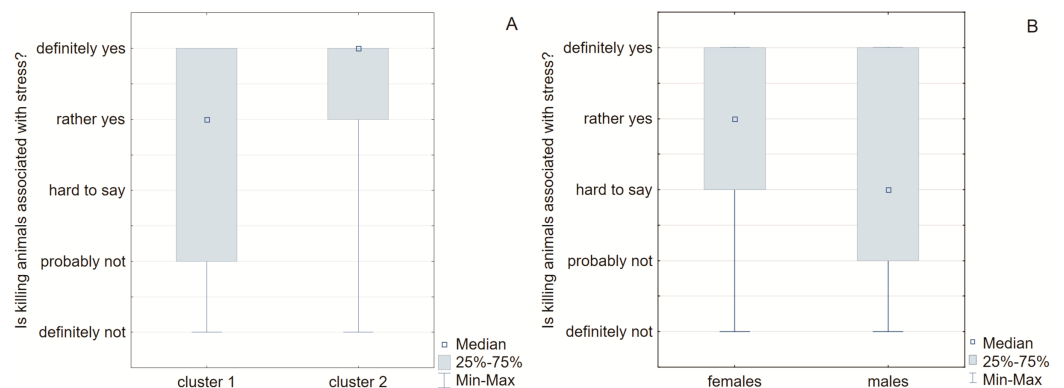 A
Is killing animals associated with stress?
definitely yes
rather yes
hard to say
probably not
definitely not
cluster 1
cluster 2
Median
25%-75%
Min-Max
B
Is killing animals associated with stress?
definitely yes
rather yes
hard to say
probably not
definitely not
females
males
Median
25%-75%
Min-Max